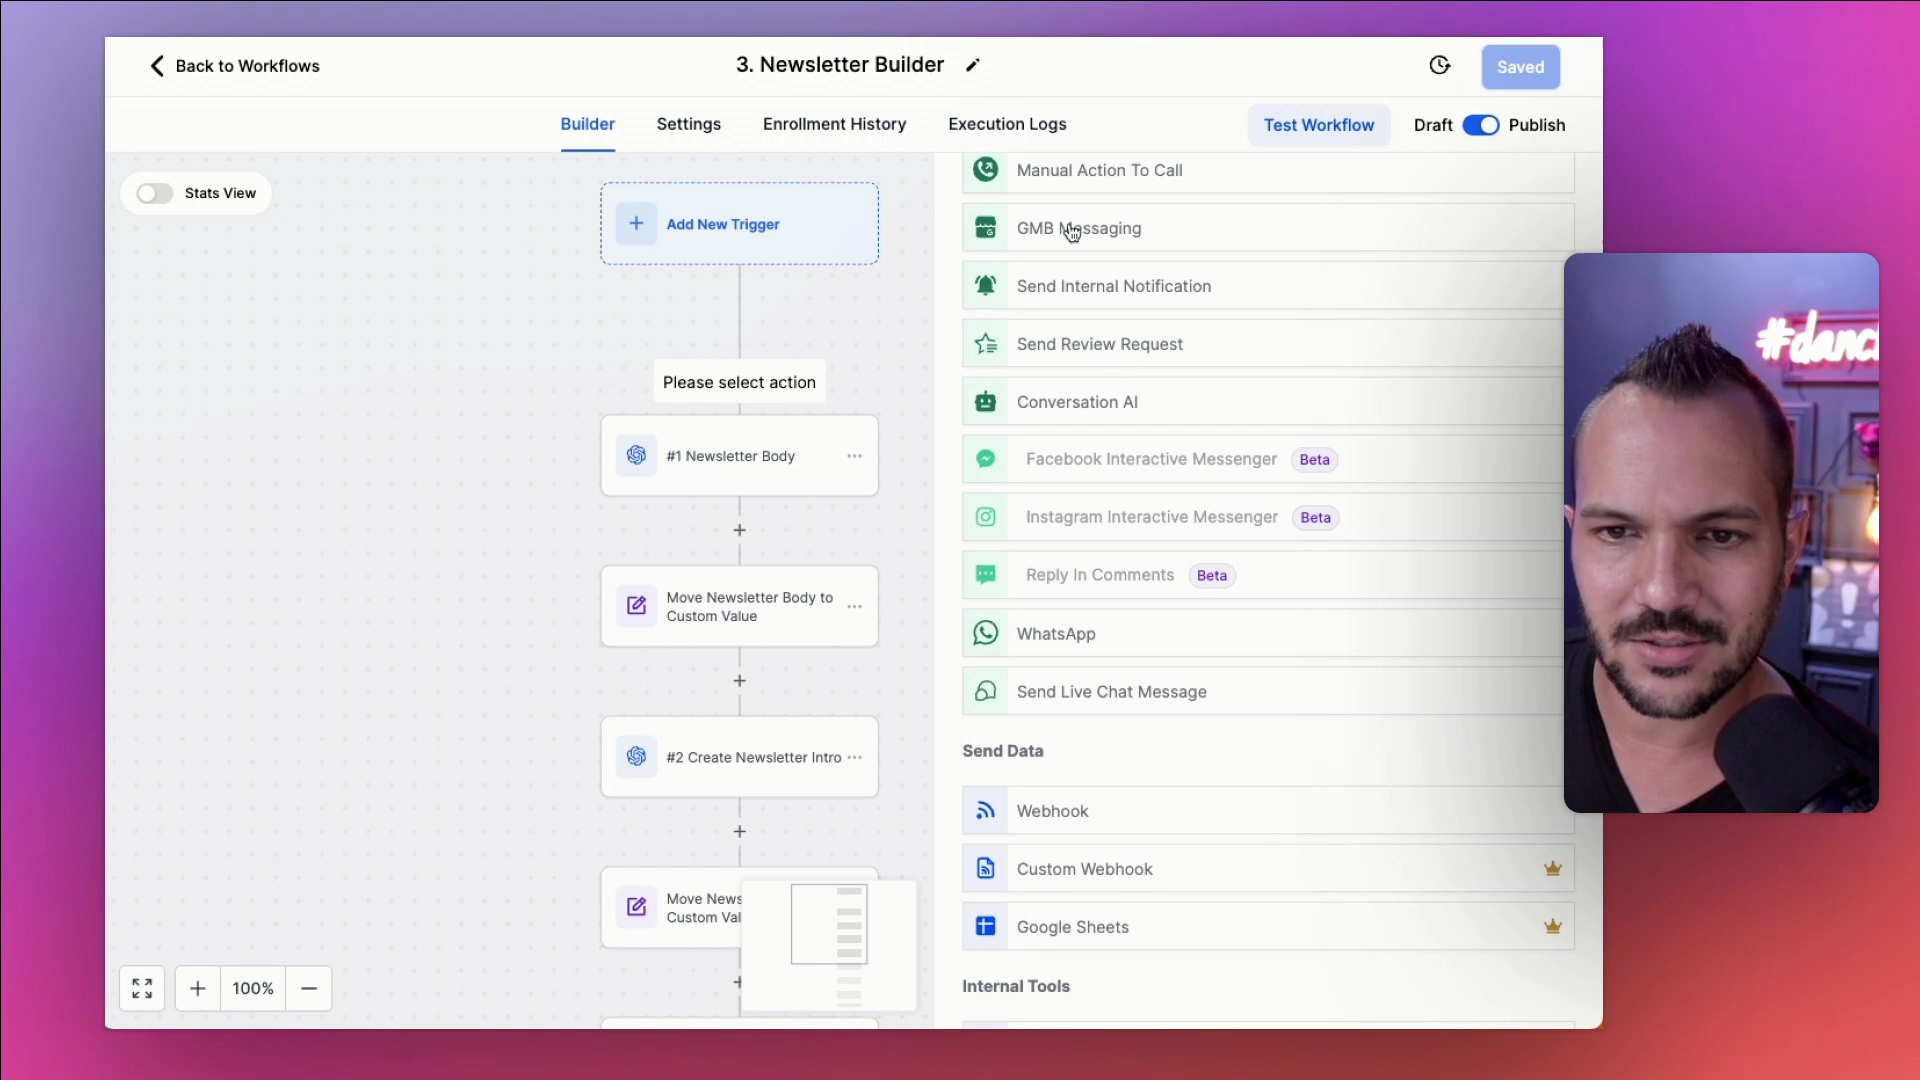 Back to Workflows
3. Newsletter Builder
Saved
Builder
Settings
Enrollment History
Execution Logs
Test Workflow
Draft
Publish
Stats View
Add New Trigger
Please select action
#1 Newsletter Body
Move Newsletter Body to
Custom Value
#2 Create Newsletter Intro
Move News
Custom Val
100%
Manual Action To Call
GMB Messaging
Send Internal Notification
Send Review Request
Conversation AI
Facebook Interactive Messenger Beta
Instagram Interactive Messenger Beta
Reply In Comments Beta
WhatsApp
Send Live Chat Message
Send Data
Webhook
Custom Webhook
Google Sheets
Internal Tools
#danc